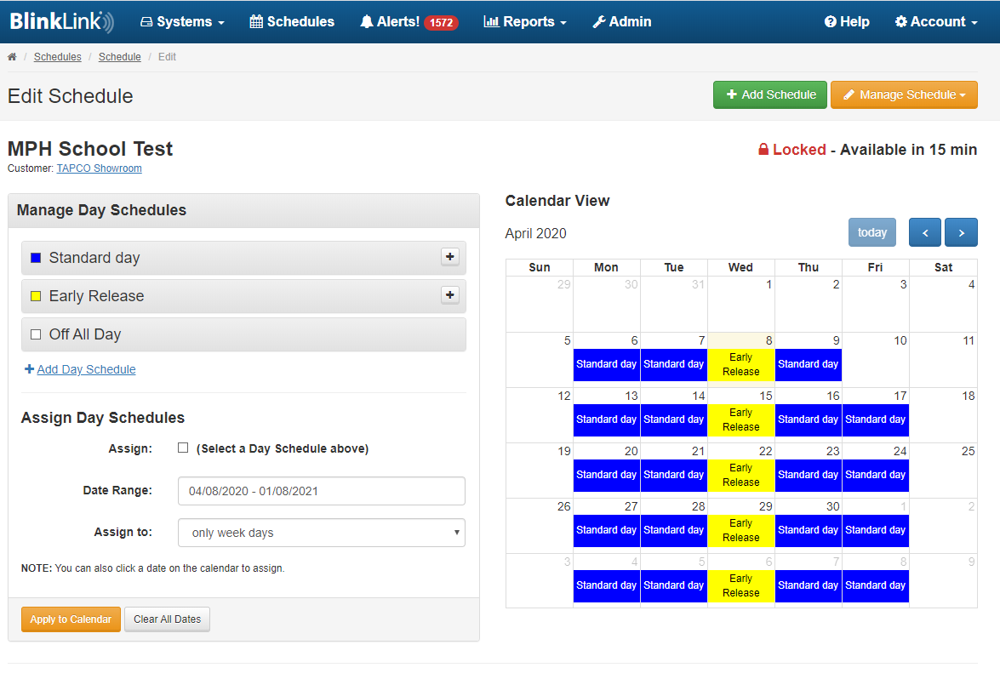 BlinkLink Systems Schedules Alerts! 1572 Reports Admin Help Account
/ Schedules / Schedule / Edit
Edit Schedule
+ Add Schedule Manage Schedule
MPH School Test
Locked - Available in 15 min
Customer: TAPCO Showroom
Manage Day Schedules
Standard day +
Early Release +
Off All Day
+ Add Day Schedule
Assign Day Schedules
Assign: (Select a Day Schedule above)
Date Range: 04/08/2020 - 01/08/2021
Assign to: only week days
NOTE: You can also click a date on the calendar to assign.
Apply to Calendar Clear All Dates
Calendar View
April 2020 today < >
Sun Mon Tue Wed Thu Fri Sat
29 30 31 1 2 3 4
5 6 7 8 9 10 11
Standard day Standard day Early Release Standard day
12 13 14 15 16 17 18
Standard day Standard day Early Release Standard day Standard day
19 20 21 22 23 24 25
Standard day Standard day Early Release Standard day Standard day
26 27 28 29 30 1 2
Standard day Standard day Early Release Standard day Standard day
3 4 5 6 7 8 9
Standard day Standard day Early Release Standard day Standard day